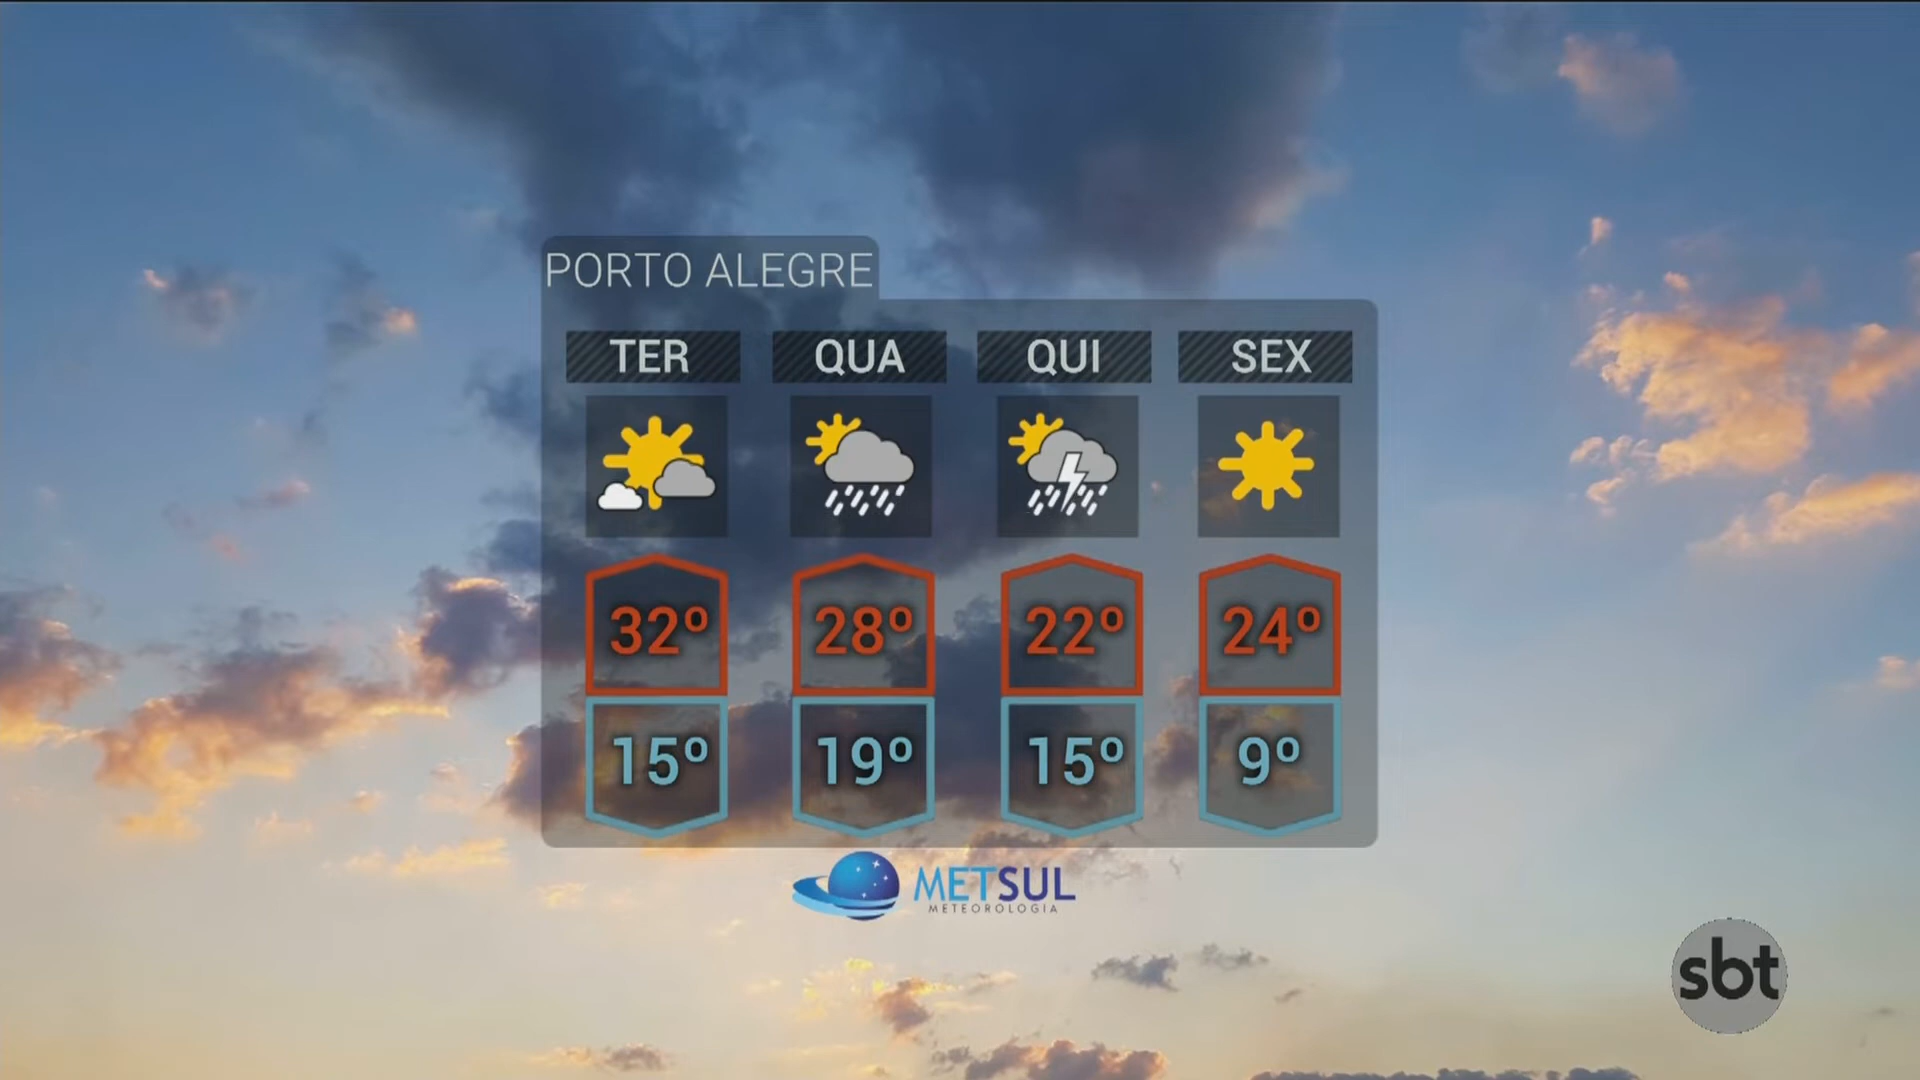 PORTO ALEGRE
TER QUA QUI SEX
32º 28º 22º 24º
15º 19º 15º 9º
METSUL
METEOROLOGIA
sbt